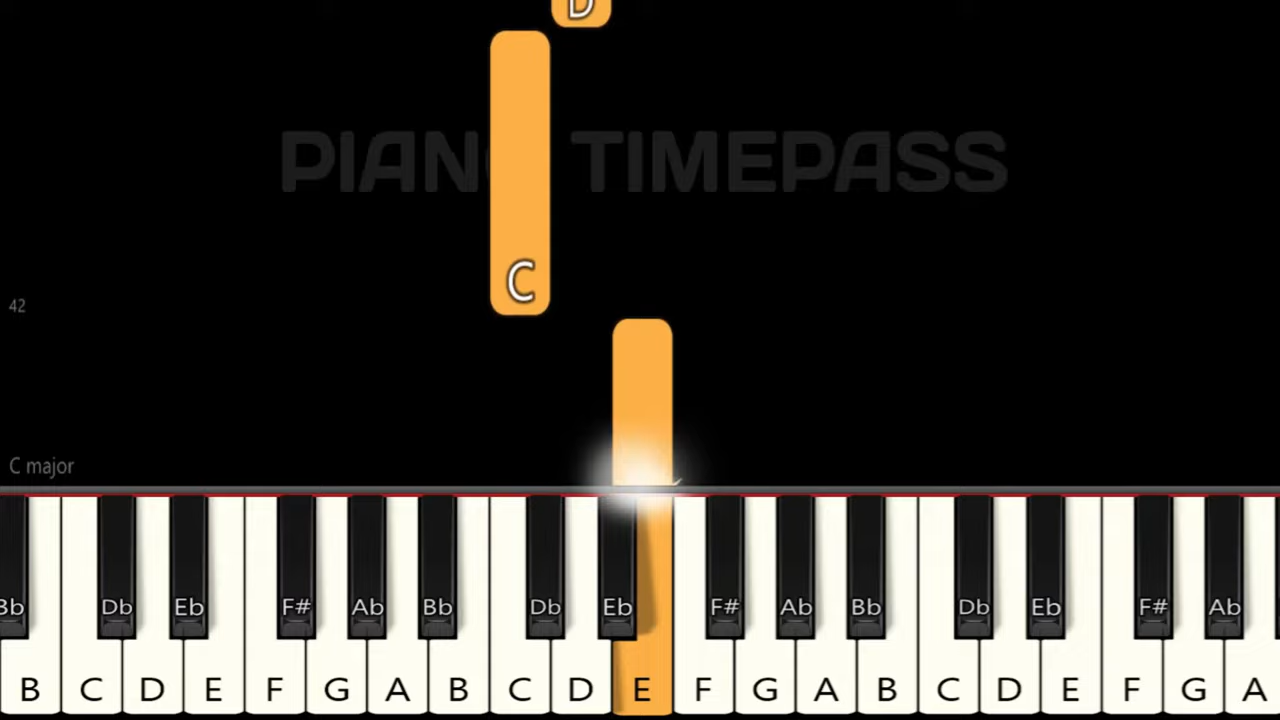 D
PIANO TIMEPASS
C
42
C major
Bb Db Eb F# Ab Bb Db Eb F# Ab Bb Db Eb F# Ab
B C D E F G A B C D E F G A B C D E F G A